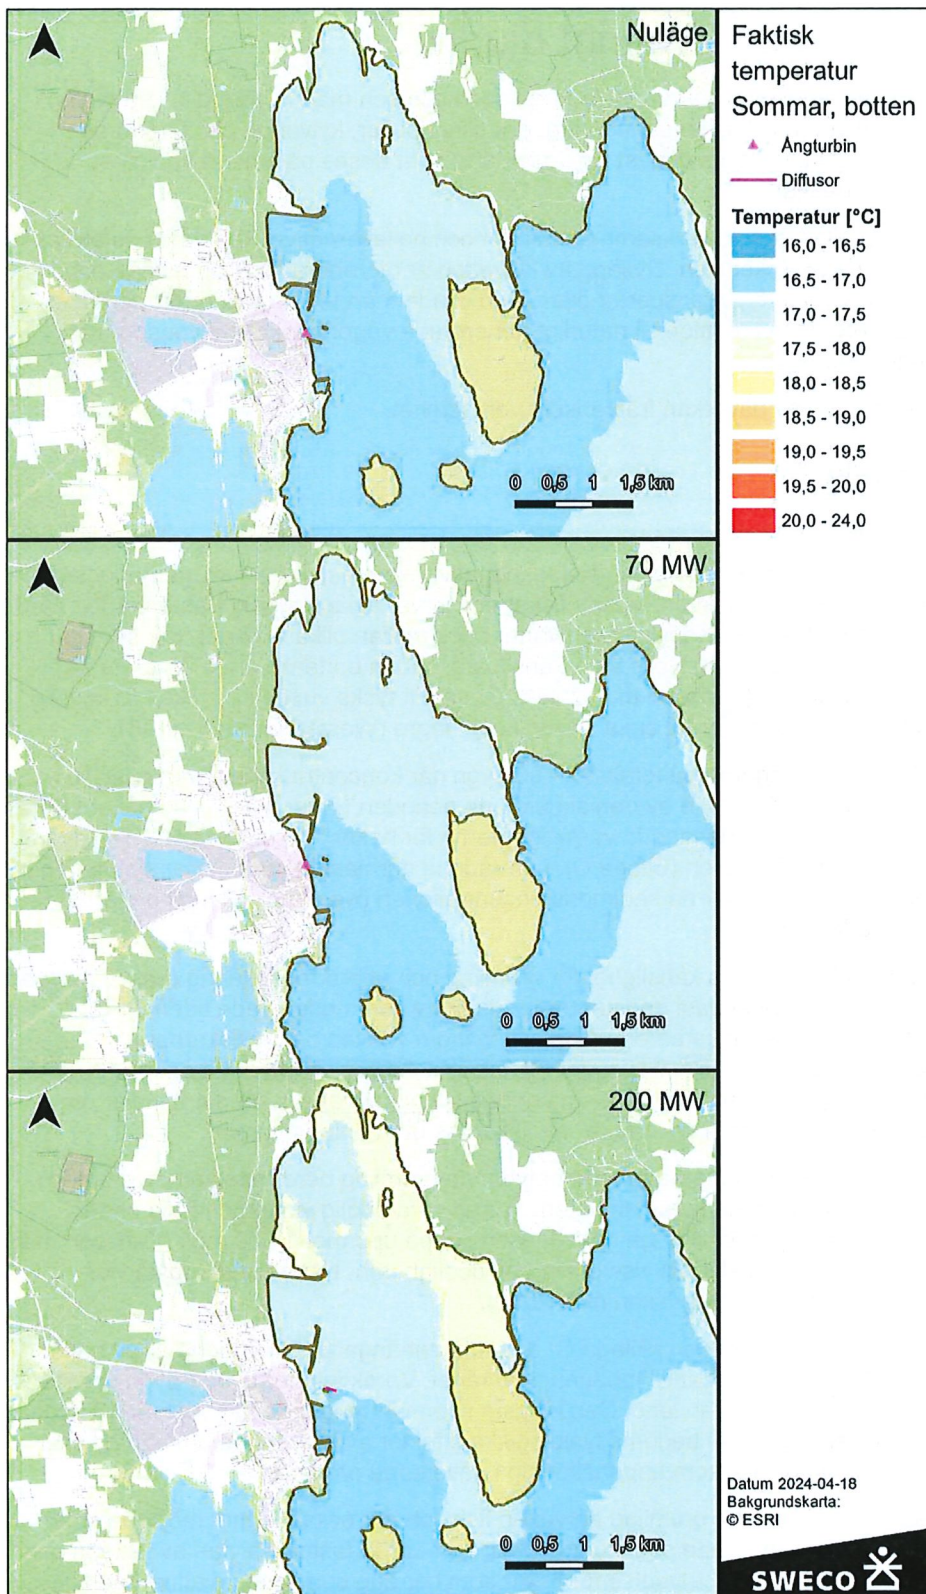 Nuläge
0 0,5 1 1,5 km
70 MW
0 0,5 1 1,5 km
200 MW
0 0,5 1 1,5 km
Faktisk
temperatur
Sommar, botten
Ångturbin
Diffusor
Temperatur [°C]
16,0 - 16,5
16,5 - 17,0
17,0 - 17,5
17,5 - 18,0
18,0 - 18,5
18,5 - 19,0
19,0 - 19,5
19,5 - 20,0
20,0 - 24,0
Datum 2024-04-18
Bakgrundskarta:
© ESRI
SWECO